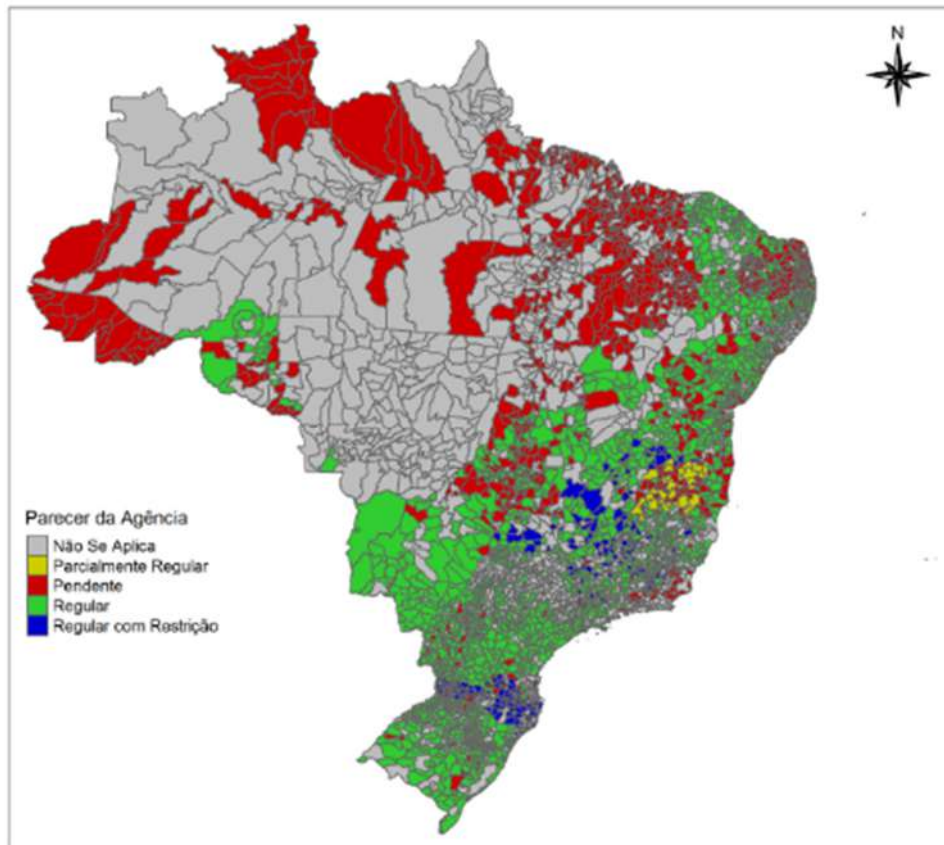 N
Parecer da Agência
Não Se Aplica
Parcialmente Regular
Pendente
Regular
Regular com Restrição